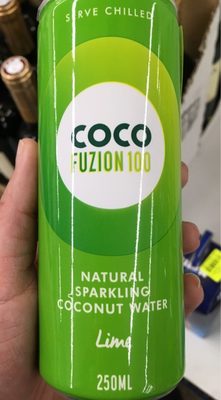 SERVE CHILLED
COCO
FUZION 100
NATURAL
SPARKLING
COCONUT WATER
Lime
250ML